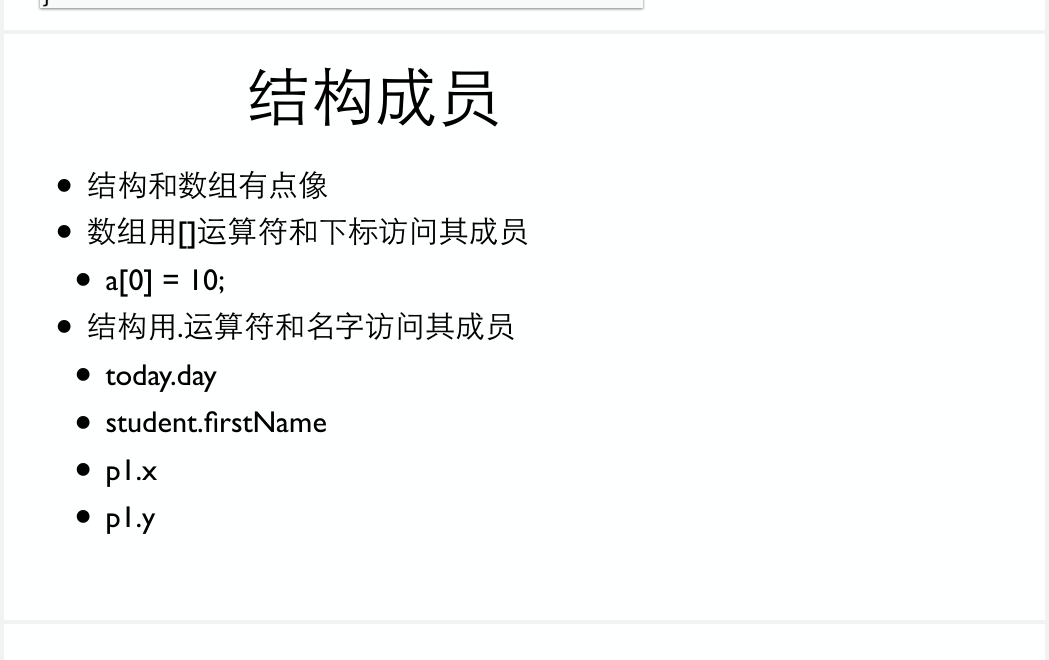 结构成员
结构和数组有点像
数组用[]运算符和下标访问其成员
a[0] = 10;
结构用.运算符和名字访问其成员
today.day
student.firstName
p1.x
p1.y